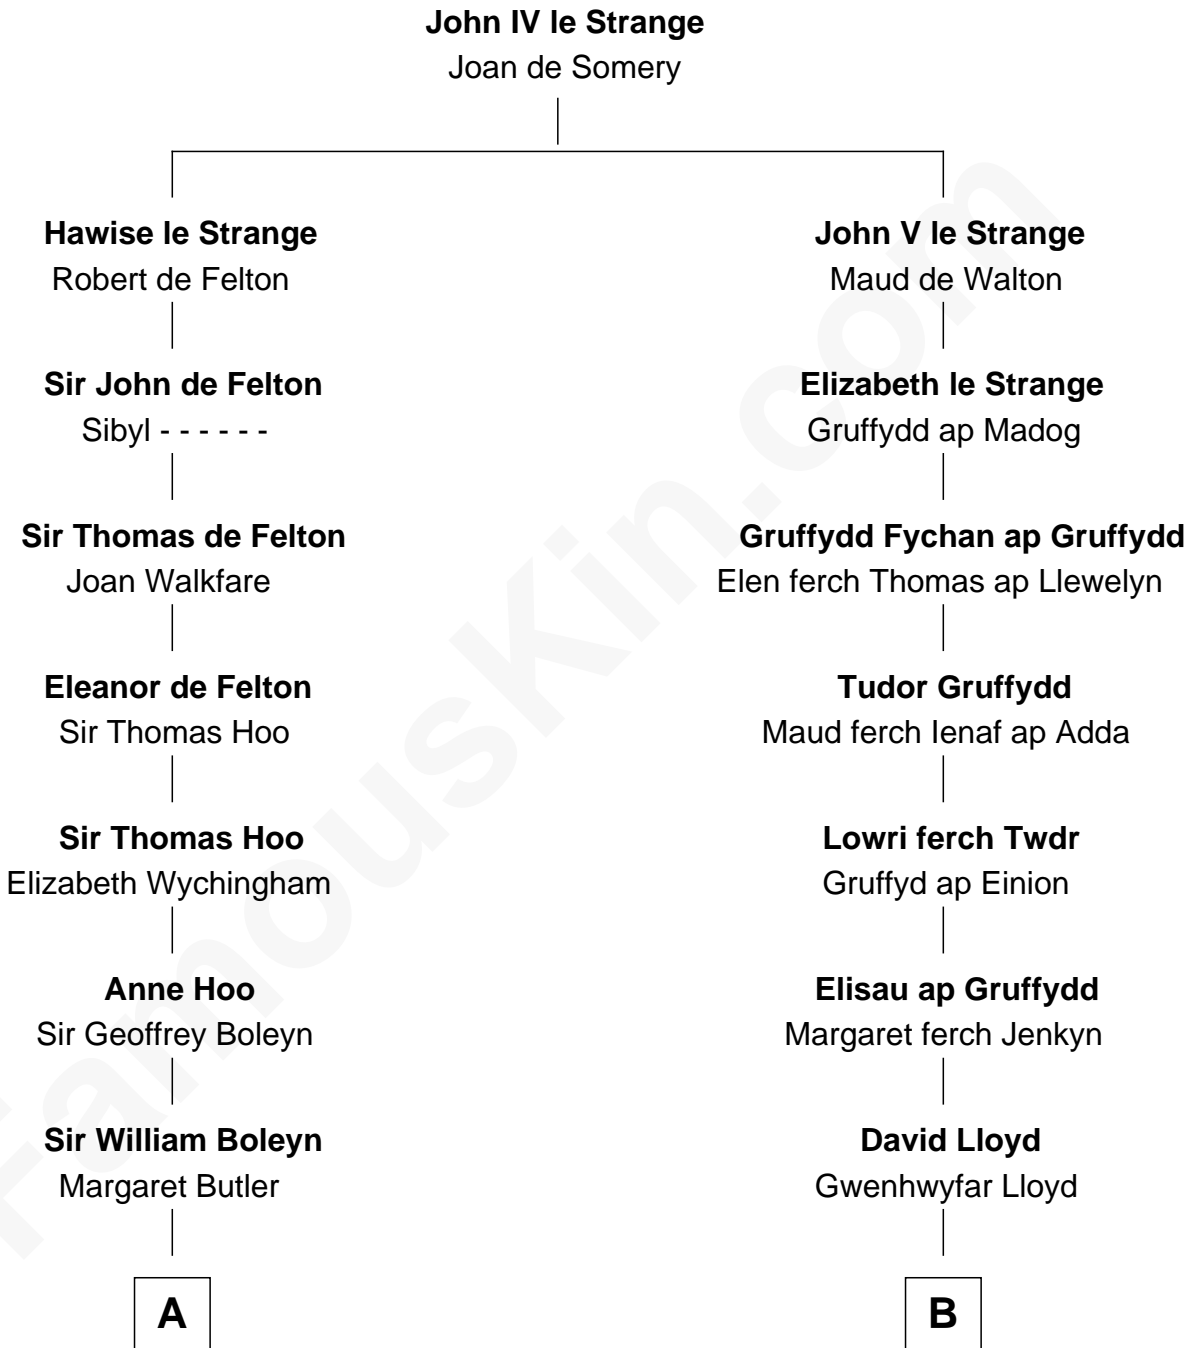 John IV le Strange
Joan de Somery
Hawise le Strange
Robert de Felton
Sir John de Felton
Sibyl - - - - - -
Sir Thomas de Felton
Joan Walkfare
Eleanor de Felton
Sir Thomas Hoo
Sir Thomas Hoo
Elizabeth Wychingham
Anne Hoo
Sir Geoffrey Boleyn
Sir William Boleyn
Margaret Butler
A
John V le Strange
Maud de Walton
Elizabeth le Strange
Gruffydd ap Madog
Gruffydd Fychan ap Gruffydd
Elen ferch Thomas ap Llewelyn
Tudor Gruffydd
Maud ferch Ienaf ap Adda
Lowri ferch Twdr
Gruffyd ap Einion
Elisau ap Gruffydd
Margaret ferch Jenkyn
David Lloyd
Gwenhwyfar Lloyd
B
FamousKin.com